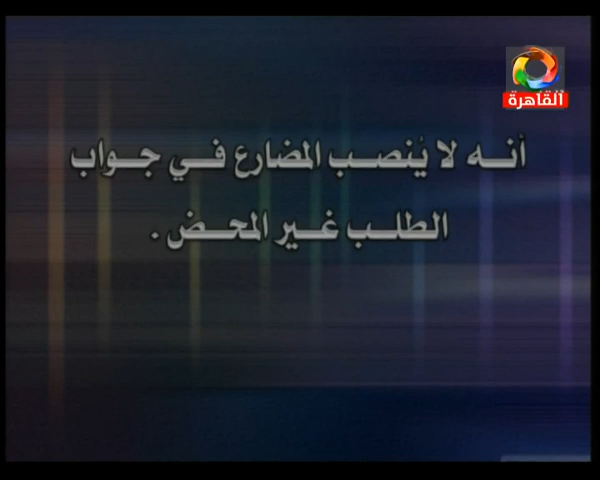 القاهرة
أنه لا يُنصب المضارع في جواب
الطلب غير المحض .